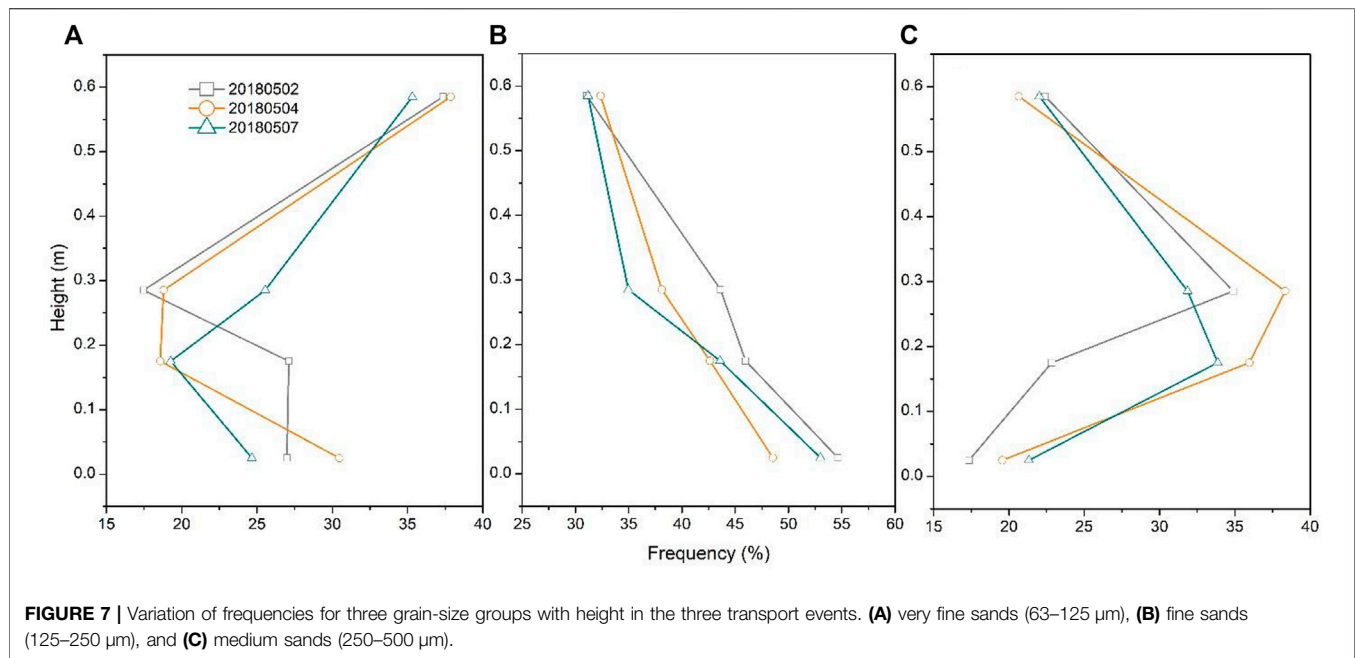 A
B
C
20180502
20180504
20180507
0.6
0.5
0.4
0.3
0.2
0.1
0.0
Height (m)
15 20 25 30 35 40
0.6
0.5
0.4
0.3
0.2
0.1
0.0
25 30 35 40 45 50 55 60
0.6
0.5
0.4
0.3
0.2
0.1
0.0
15 20 25 30 35 40
Frequency (%)
FIGURE 7 | Variation of frequencies for three grain-size groups with height in the three transport events. (A) very fine sands (63–125 μm), (B) fine sands
(125–250 μm), and (C) medium sands (250–500 μm).